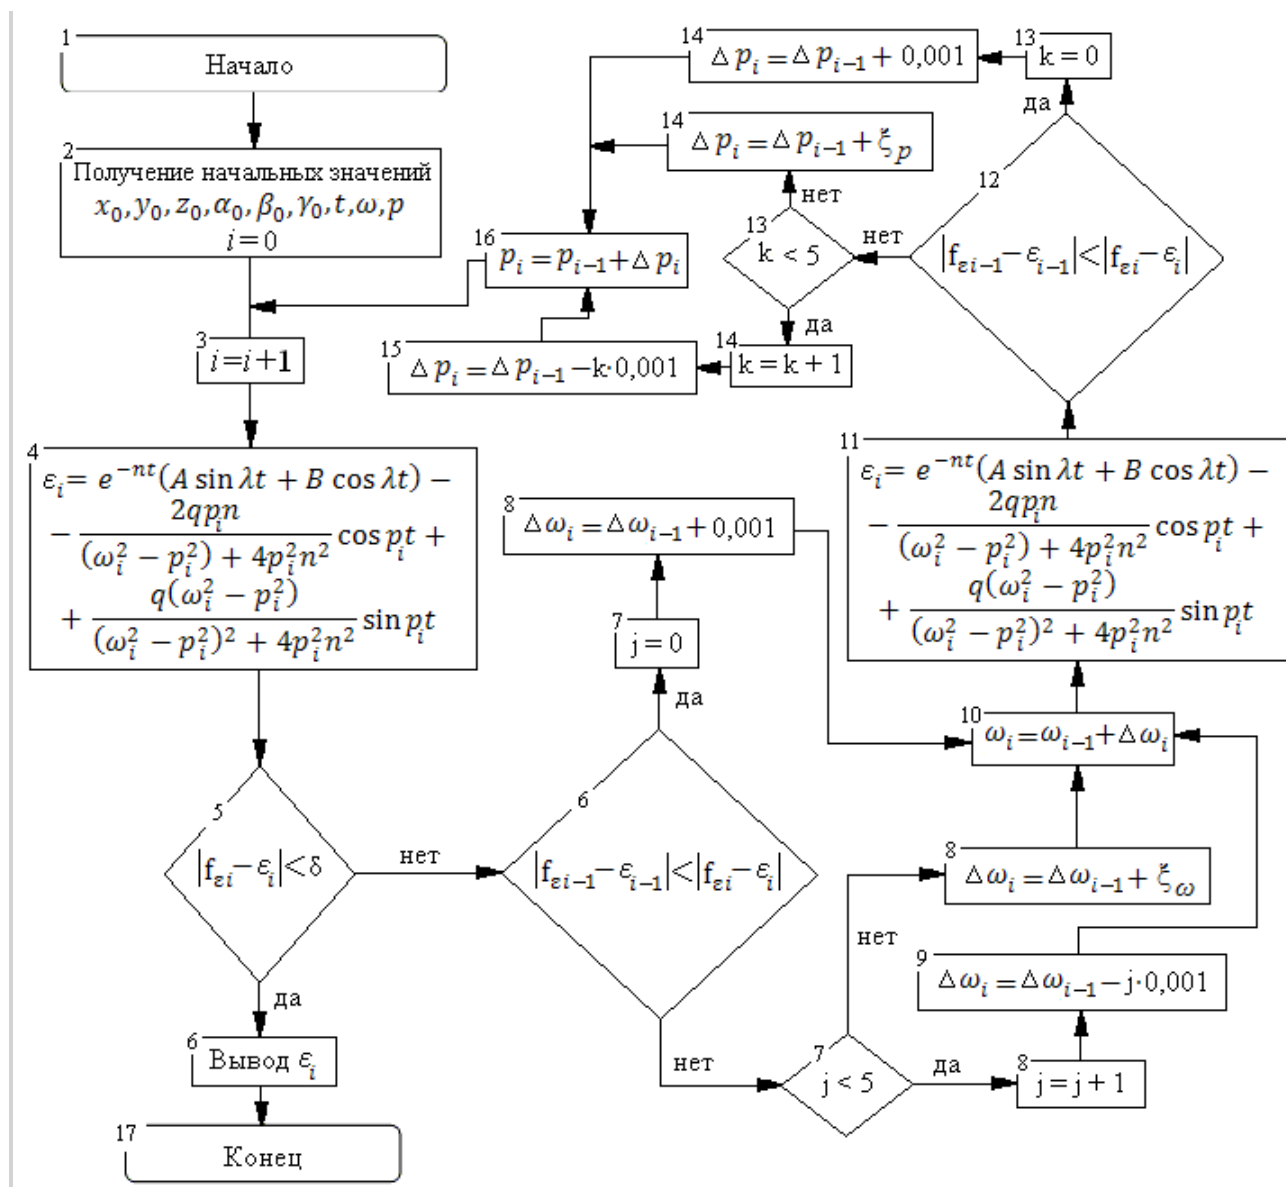 1
Начало
2
Получение начальных значений
x₀, y₀, z₀, α₀, β₀, γ₀, t, ω, p
i=0
3
i=i+1
4
εᵢ= e⁻ⁿᵗ(A sin λt + B cos λt) −
− 2qpᵢn / ((ωᵢ² − pᵢ²) + 4pᵢ²n²) cos pᵢt +
+ q(ωᵢ² − pᵢ²) / ((ωᵢ² − pᵢ²)² + 4pᵢ²n²) sin pᵢt
5
|fεi − εᵢ|<δ
нет
да
6
Вывод εᵢ
17
Конец
6
|fεi−1 − εi−1|<|fεi − εᵢ|
да
7
j = 0
8
Δωᵢ = Δωi−1 + 0,001
нет
7
j < 5
нет
8
Δωᵢ = Δωi−1 + ξω
да
8
j = j + 1
9
Δωᵢ = Δωi−1 − j·0,001
10
ωᵢ=ωi−1+Δωᵢ
11
εᵢ= e⁻ⁿᵗ(A sin λt + B cos λt) −
− 2qpᵢn / ((ωᵢ² − pᵢ²) + 4pᵢ²n²) cos pᵢt +
+ q(ωᵢ² − pᵢ²) / ((ωᵢ² − pᵢ²)² + 4pᵢ²n²) sin pᵢt
12
|fεi−1 − εi−1|<|fεi − εᵢ|
да
13
k = 0
14
Δpᵢ = Δpi−1 + 0,001
нет
13
k < 5
нет
14
Δpᵢ = Δpi−1 + ξp
да
14
k = k + 1
15
Δpᵢ = Δpi−1 − k·0,001
16
pᵢ = pi−1 + Δpᵢ